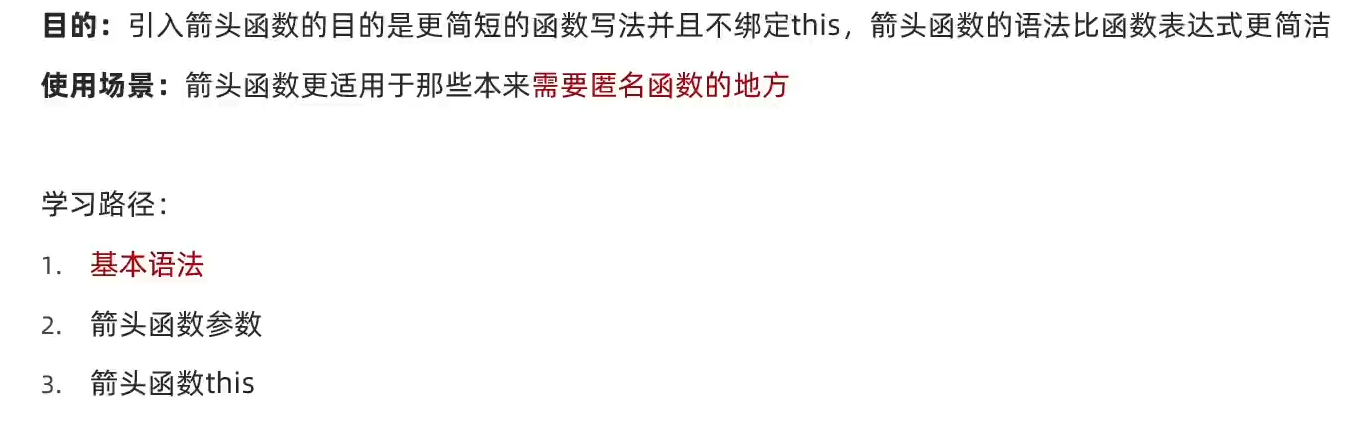 目的：引入箭头函数的目的是更简短的函数写法并且不绑定this，箭头函数的语法比函数表达式更简洁
使用场景：箭头函数更适用于那些本来需要匿名函数的地方
学习路径：
1. 基本语法
2. 箭头函数参数
3. 箭头函数this